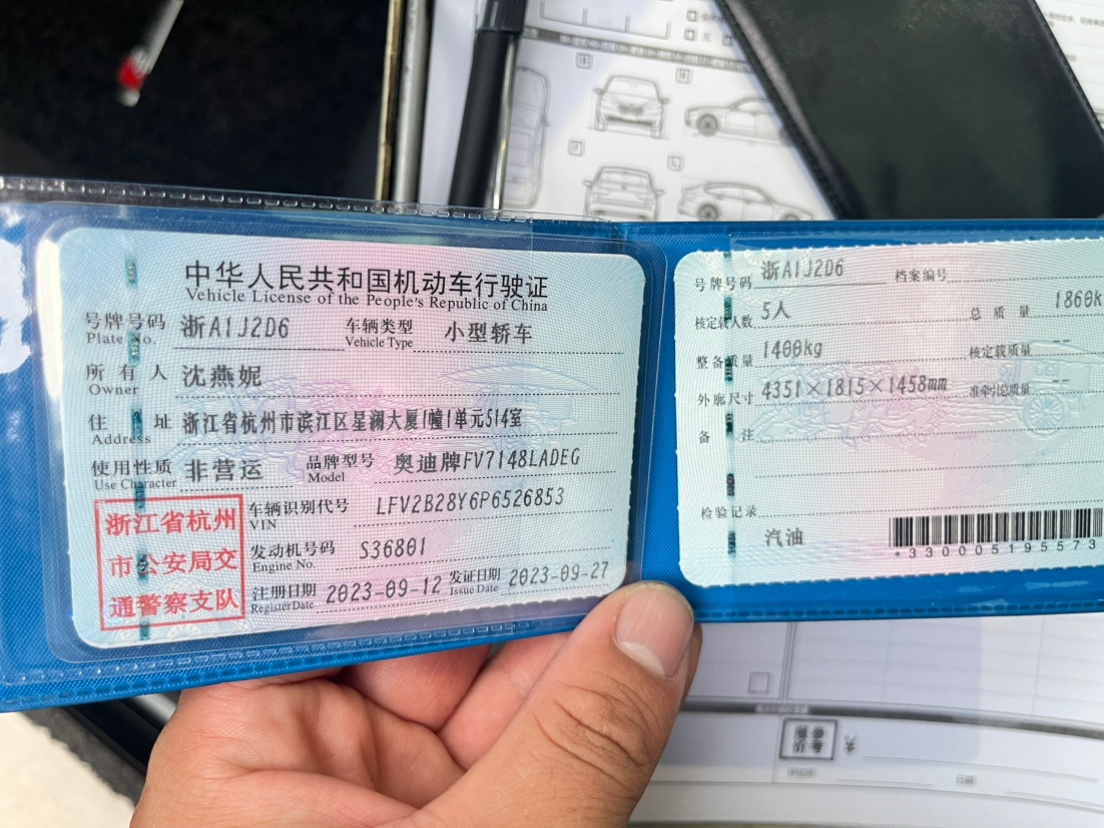 中华人民共和国机动车行驶证
Vehicle License of the People's Republic of China
号牌号码 浙A1J2D6 车辆类型 小型轿车
Plate No. Vehicle Type
所有人 沈燕妮
Owner
住址 浙江省杭州市滨江区星澜大厦1幢1单元514室
Address
使用性质 非营运 品牌型号 奥迪牌FV7148LADEG
Use Character Model
浙江省杭州
市公安局交
通警察支队
车辆识别代号 LFV2B28Y6P6526853
VIN
发动机号码 S36801
Engine No.
注册日期 2023-09-12 发证日期 2023-09-27
Register Date Issue Date
号牌号码 浙A1J2D6 档案编号
核定载人数 5人 总质量 1860k
整备质量 1400kg 核定载质量 --
外廓尺寸 4351×1815×1458mm 准牵引总质量 --
备注
检验记录
汽油
*330005195573